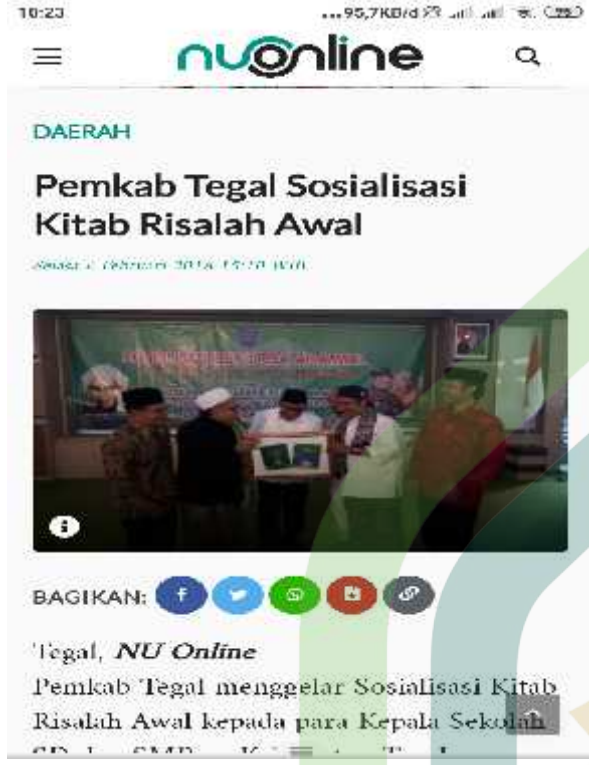 10:23
...95,7KB/d
nuonline
DAERAH
Pemkab Tegal Sosialisasi
Kitab Risalah Awal
Februari
BAGIKAN:
Tegal, NU Online
Pemkab Tegal menggelar Sosialisasi Kitab
Risalah Awal kepada para Kepala Sekolah